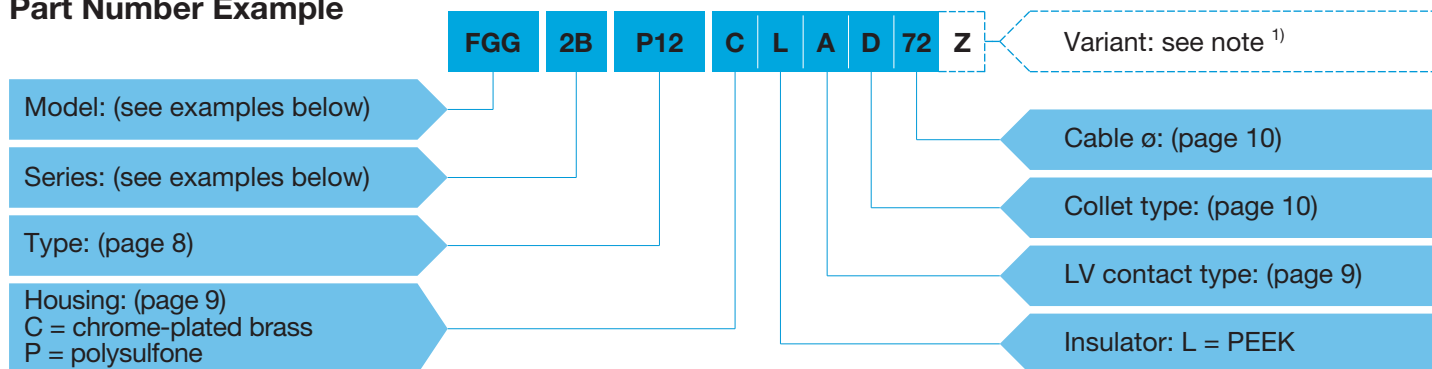 Part Number Example
FGG 2B P12 C L A D 72 Z
Variant: see note 1)
Model: (see examples below)
Series: (see examples below)
Type: (page 8)
Housing: (page 9)
C = chrome-plated brass
P = polysulfone
Cable ø: (page 10)
Collet type: (page 10)
LV contact type: (page 9)
Insulator: L = PEEK